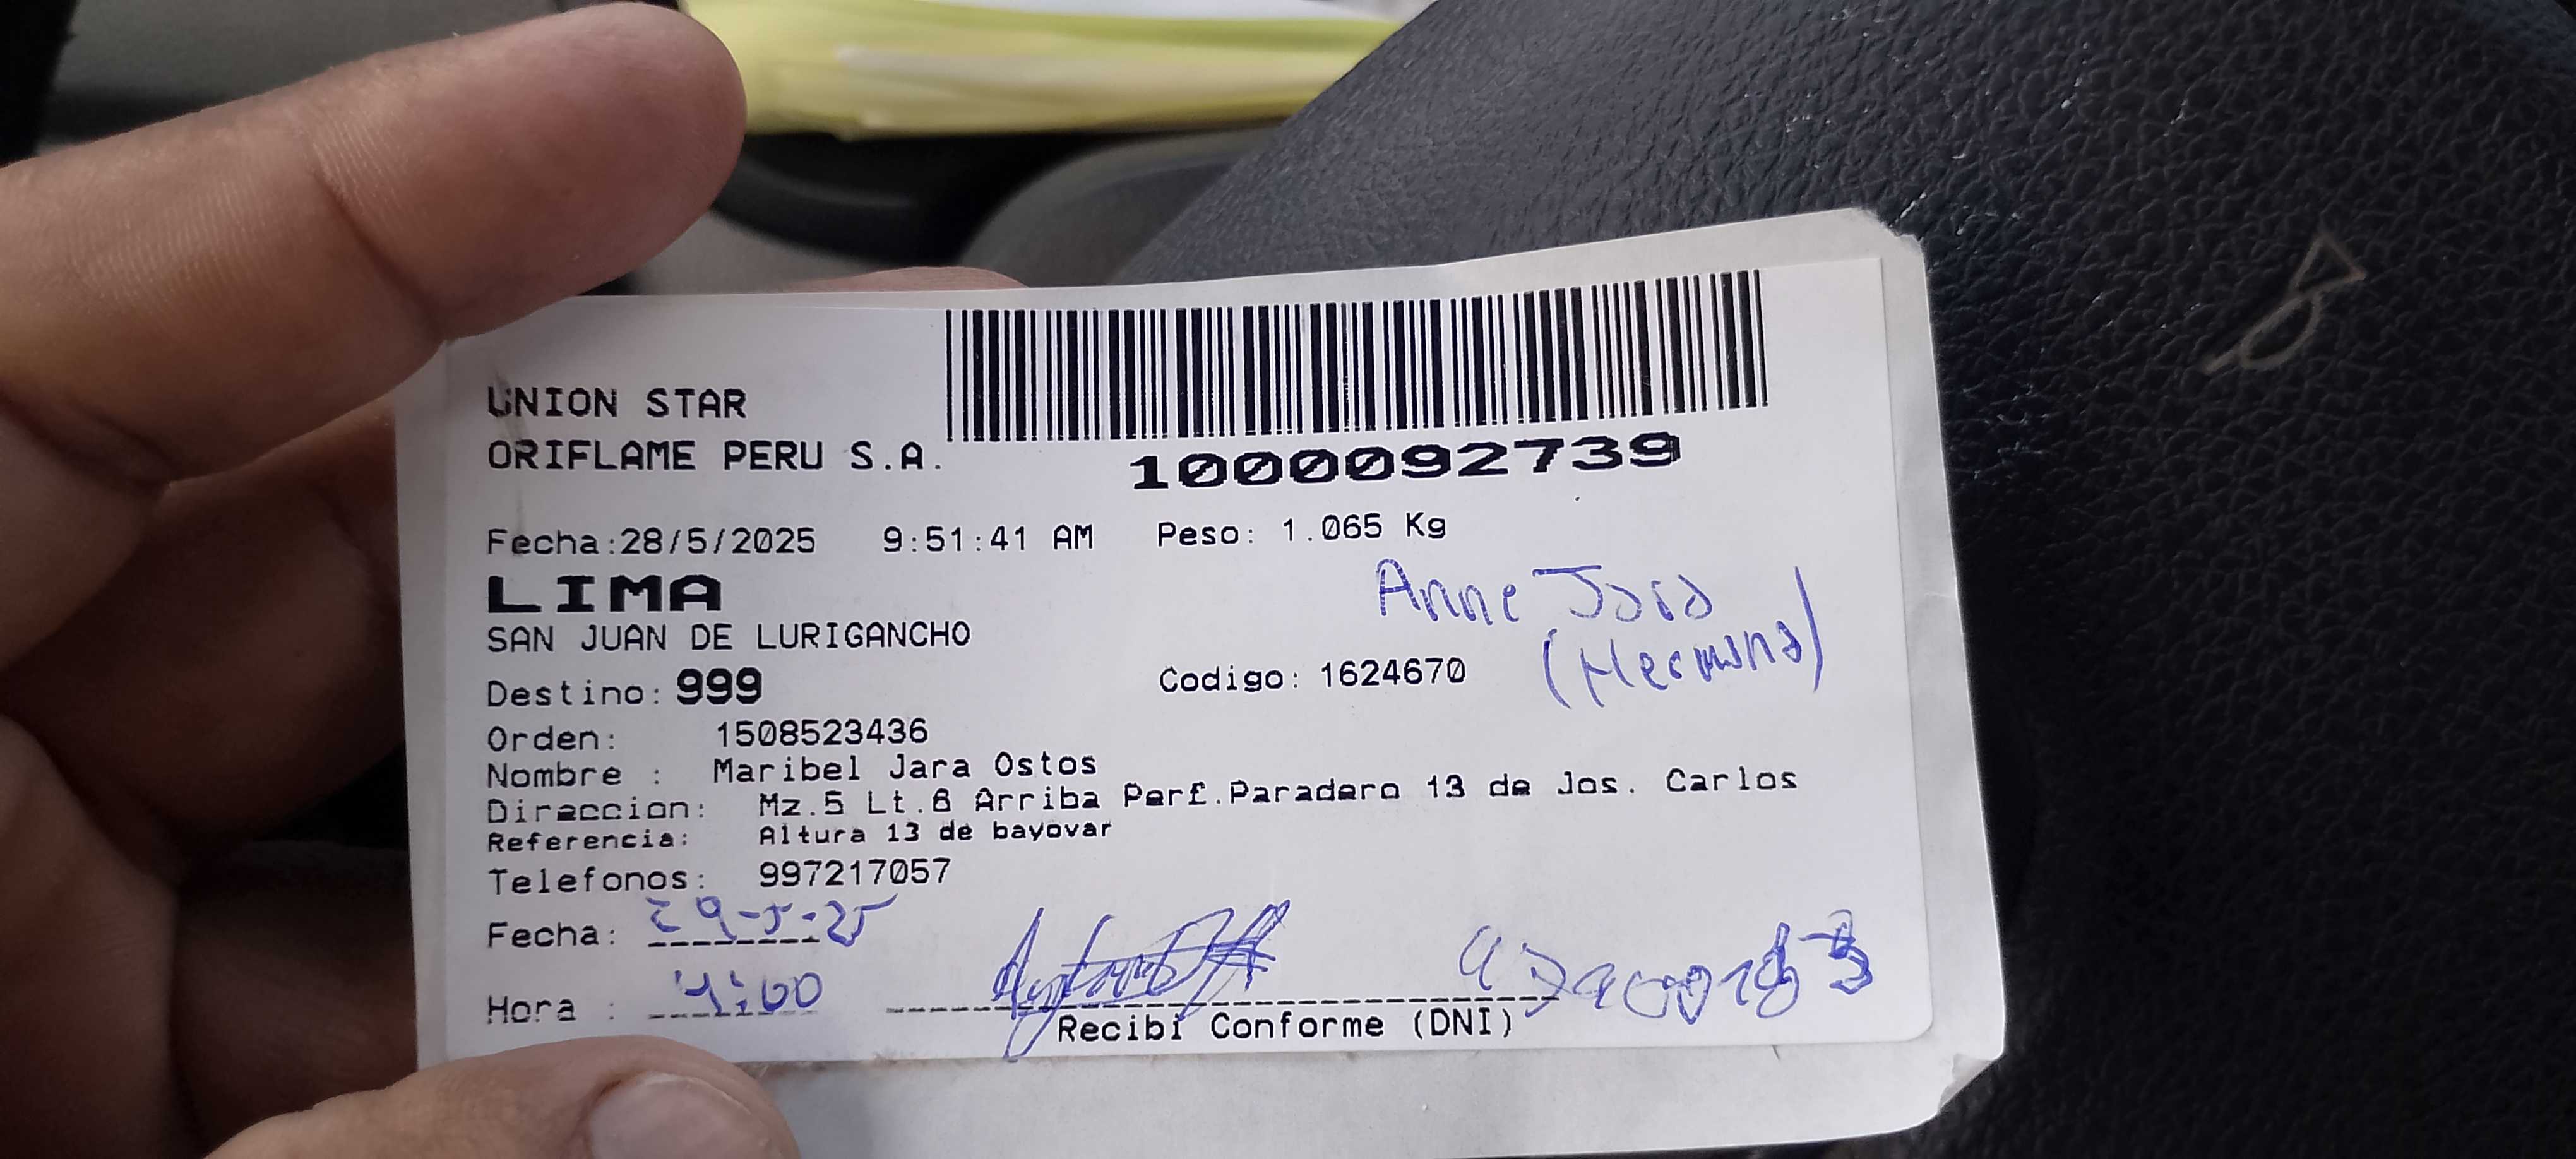 UNION STAR
ORIFLAME PERU S.A.
1000092739
Fecha:28/5/2025 9:51:41 AM Peso: 1.065 Kg
LIMA
Anne Jara
SAN JUAN DE LURIGANCHO
(Hermana)
Destino: 999 Codigo: 1624670
Orden: 1508523436
Nombre : Maribel Jara Ostos
Direccion: Mz.5 Lt.6 Arriba Perf.Paradero 13 de Jos. Carlos
Referencia: Altura 13 de bayovar
Telefonos: 997217057
Fecha: 29-5-25
Hora : 4:00
Recibi Conforme (DNI)